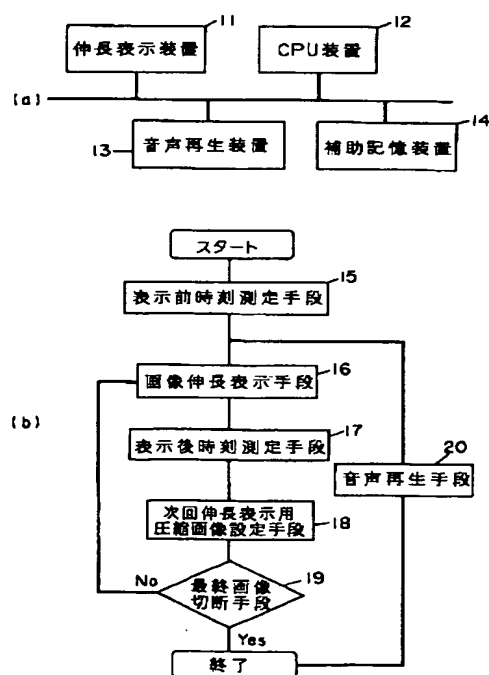 11
12
伸長表示装置
CPU装置
(a)
13
音声再生装置
補助記憶装置
14
スタート
15
表示前時刻測定手段
16
画像伸長表示手段
(b)
17
表示後時刻測定手段
20
音声再生手段
次回伸長表示用
圧縮画像設定手段
18
No
最終画像
切断手段
19
Yes
終了